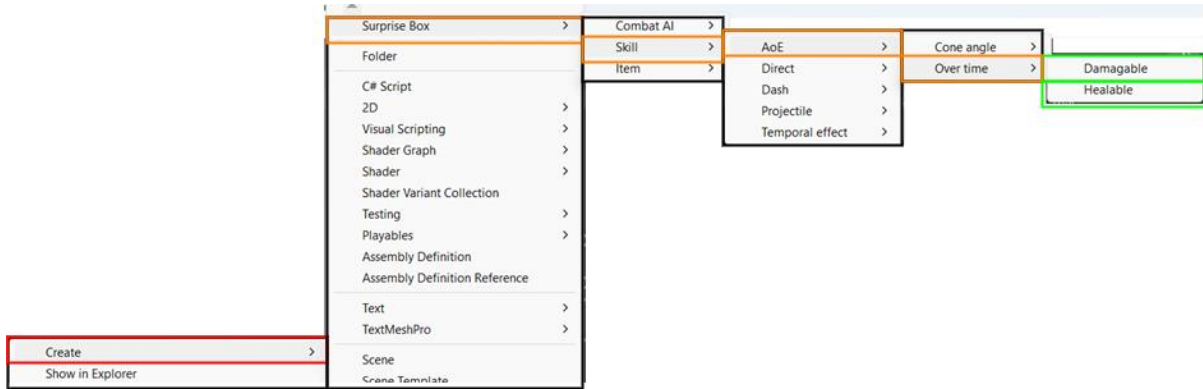 Surprise Box
Folder
C# Script
2D
Visual Scripting
Shader Graph
Shader
Shader Variant Collection
Testing
Playables
Assembly Definition
Assembly Definition Reference
Text
TextMeshPro
Scene
Scene Template
Create
Show in Explorer
Combat AI
Skill
Item
AoE
Direct
Dash
Projectile
Temporal effect
Cone angle
Over time
Damagable
Healable